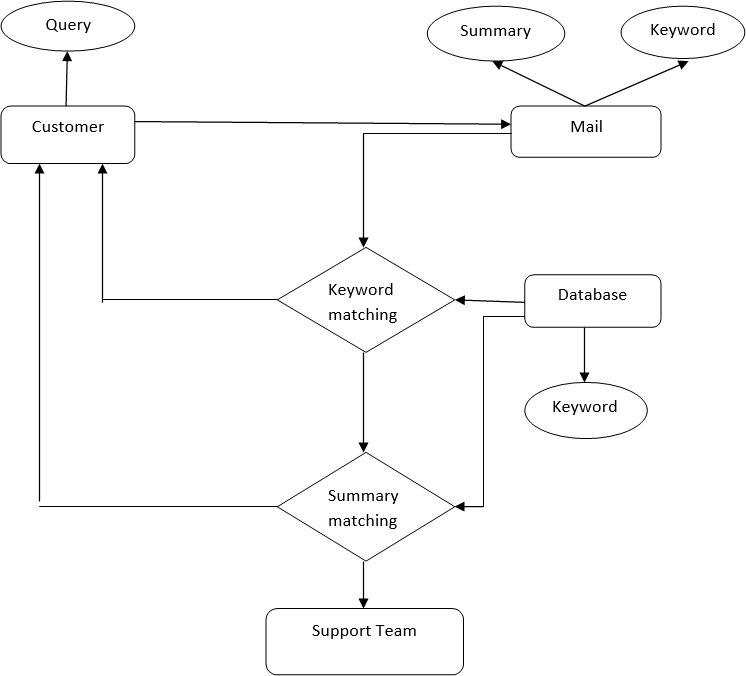 Query
Summary
Keyword
Customer
Mail
Keyword
matching
Database
Keyword
Summary
matching
Support Team